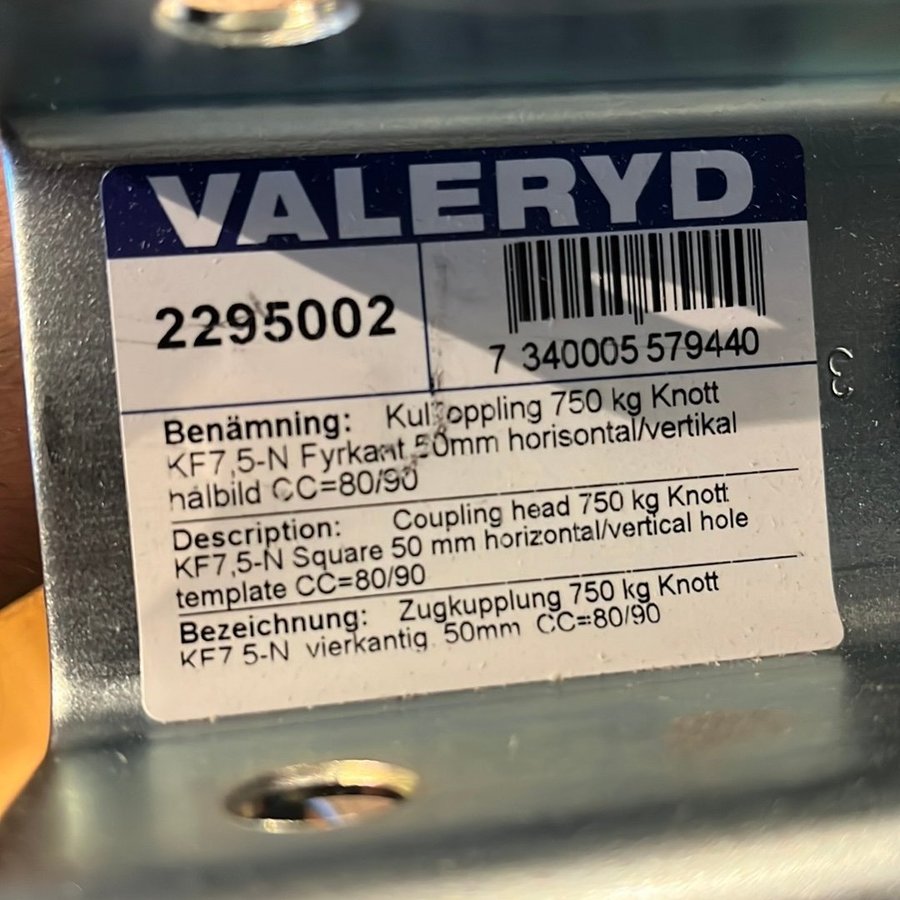 VALERYD
2295002
7 340005 579440
Benämning: Kulkoppling 750 kg Knott
KF7,5-N Fyrkant 50mm horisontal/vertikal
hålbild CC=80/90
Description: Coupling head 750 kg Knott
KF7,5-N Square 50 mm horizontal/vertical hole
template CC=80/90
Bezeichnung: Zugkupplung 750 kg Knott
KF7 5-N vierkantig. 50mm CC=80/90